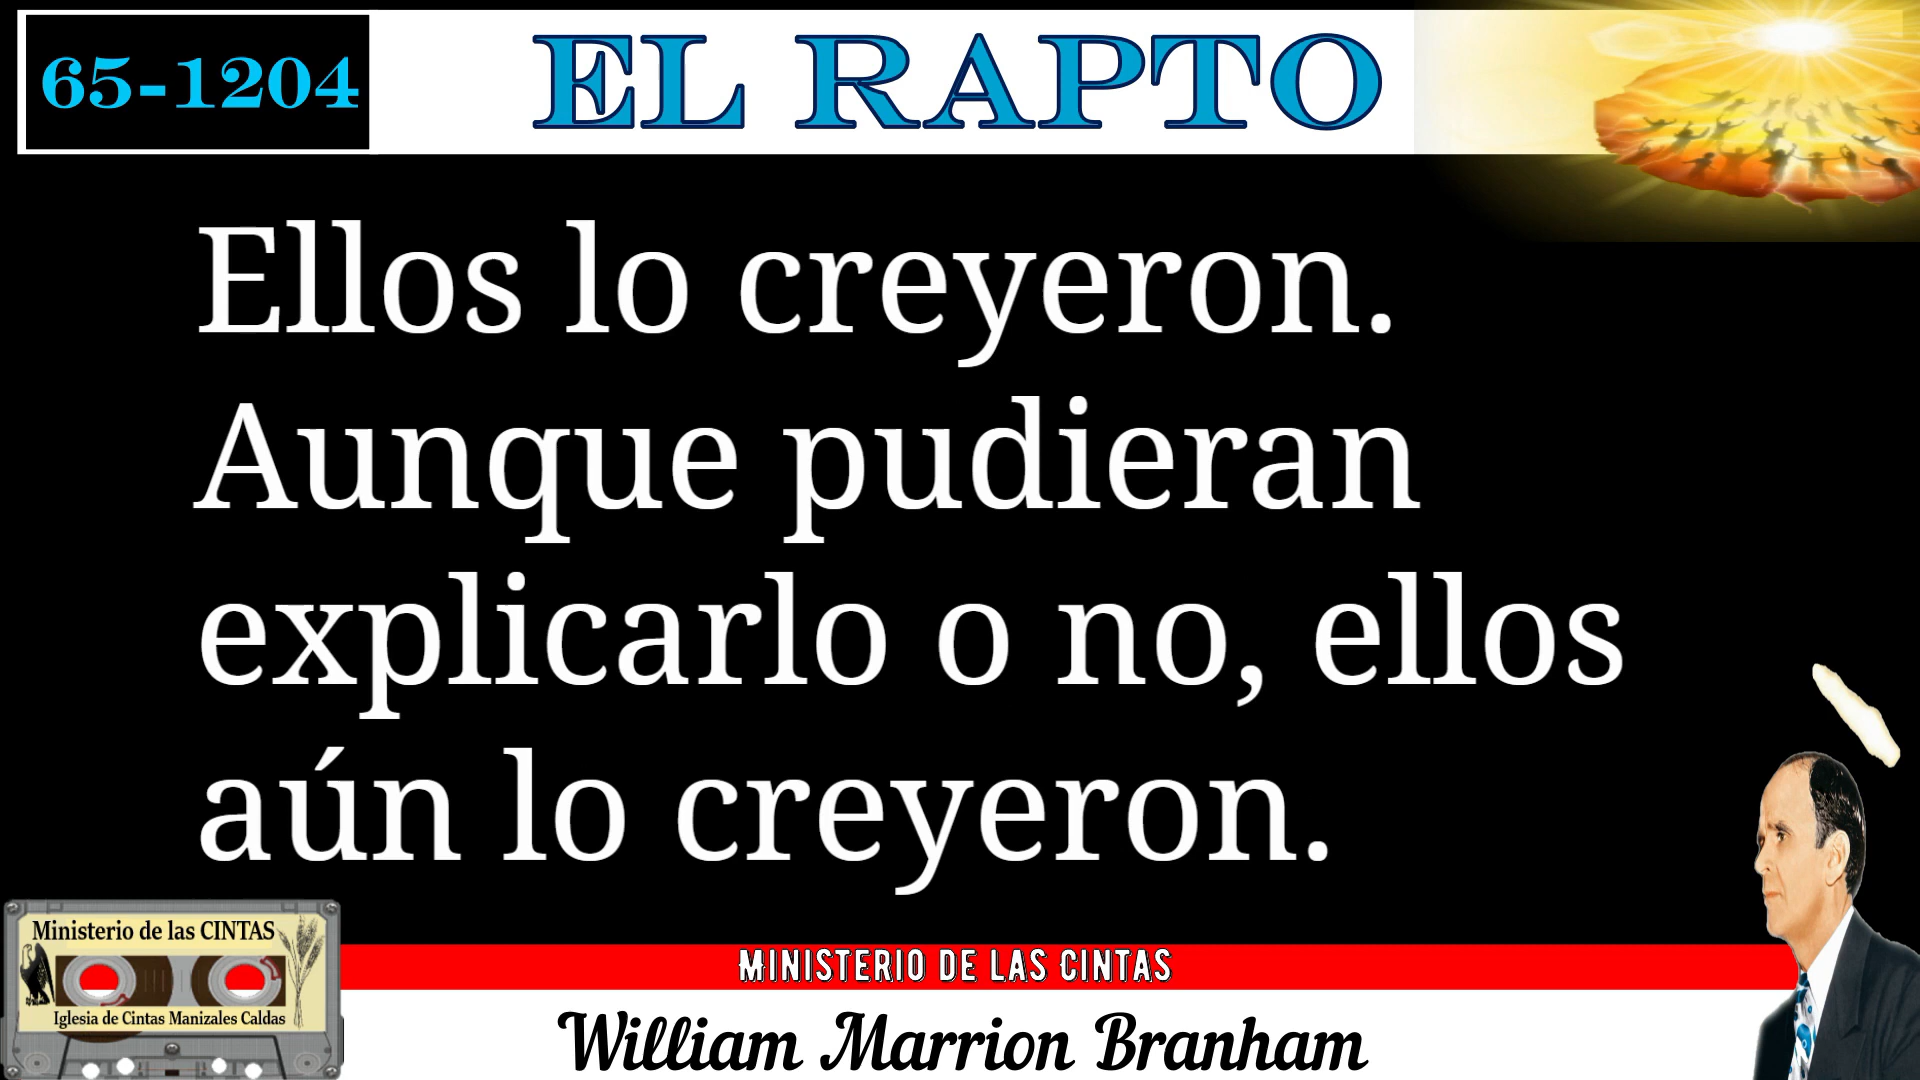 65-1204
EL RAPTO
Ellos lo creyeron.
Aunque pudieran
explicarlo o no, ellos
aún lo creyeron.
Ministerio de las CINTAS
Iglesia de Cintas Manizales Caldas
MINISTERIO DE LAS CINTAS
William Marrion Branham